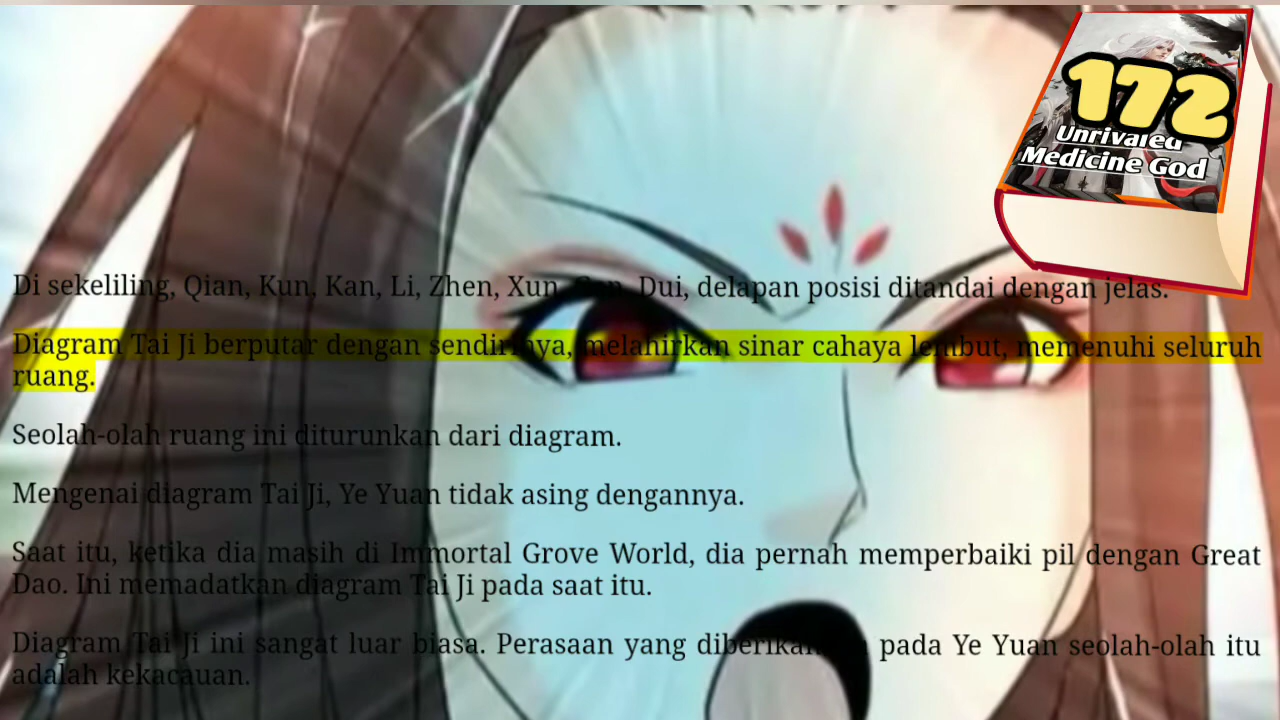 172
Unrivaled
Medicine God
Di sekeliling, Qian, Kun, Kan, Li, Zhen, Xun, Gen, Dui, delapan posisi ditandai dengan jelas.
Diagram Tai Ji berputar dengan sendirinya, melahirkan sinar cahaya lembut, memenuhi seluruh
ruang.
Seolah-olah ruang ini diturunkan dari diagram.
Mengenai diagram Tai Ji, Ye Yuan tidak asing dengannya.
Saat itu, ketika dia masih di Immortal Grove World, dia pernah memperbaiki pil dengan Great
Dao. Ini memadatkan diagram Tai Ji pada saat itu.
Diagram Tai Ji ini sangat luar biasa. Perasaan yang diberikannya pada Ye Yuan seolah-olah itu
adalah kekacauan.